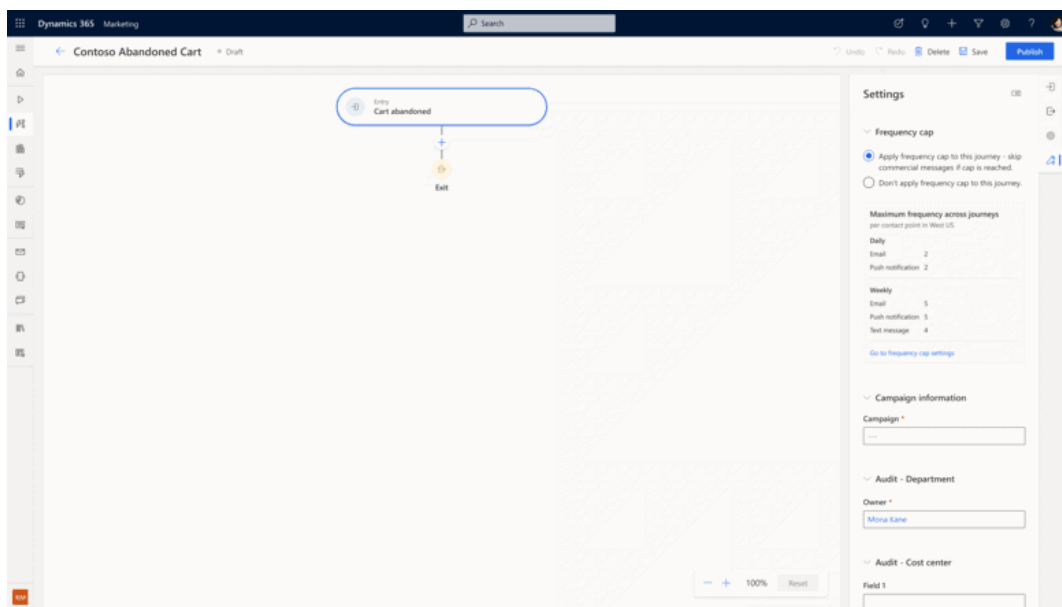 Dynamics 365 Marketing
Search
?
Contoso Abandoned Cart Draft
Undo Redo Delete Save Publish
Entry
Cart abandoned
Exit
100% Reset
Settings
Frequency cap
Apply frequency cap to this journey - skip
commercial messages if cap is reached.
Don't apply frequency cap to this journey.
Maximum frequency across journeys
per contact point in West US
Daily
Email 2
Push notification 2
Weekly
Email 5
Push notification 5
Text message 4
Go to frequency cap settings
Campaign information
Campaign *
---
Audit - Department
Owner *
Mona Kane
Audit - Cost center
Field 1